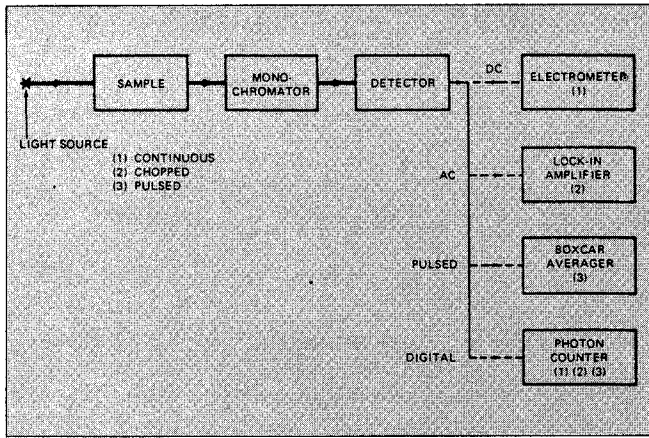 SAMPLE
MONO-
CHROMATOR
DETECTOR
DC
ELECTROMETER
(1)
LIGHT SOURCE
(1) CONTINUOUS
(2) CHOPPED
(3) PULSED
AC
LOCK-IN
AMPLIFIER
(2)
PULSED
BOXCAR
AVERAGER
(3)
DIGITAL
PHOTON
COUNTER
(1) (2) (3)